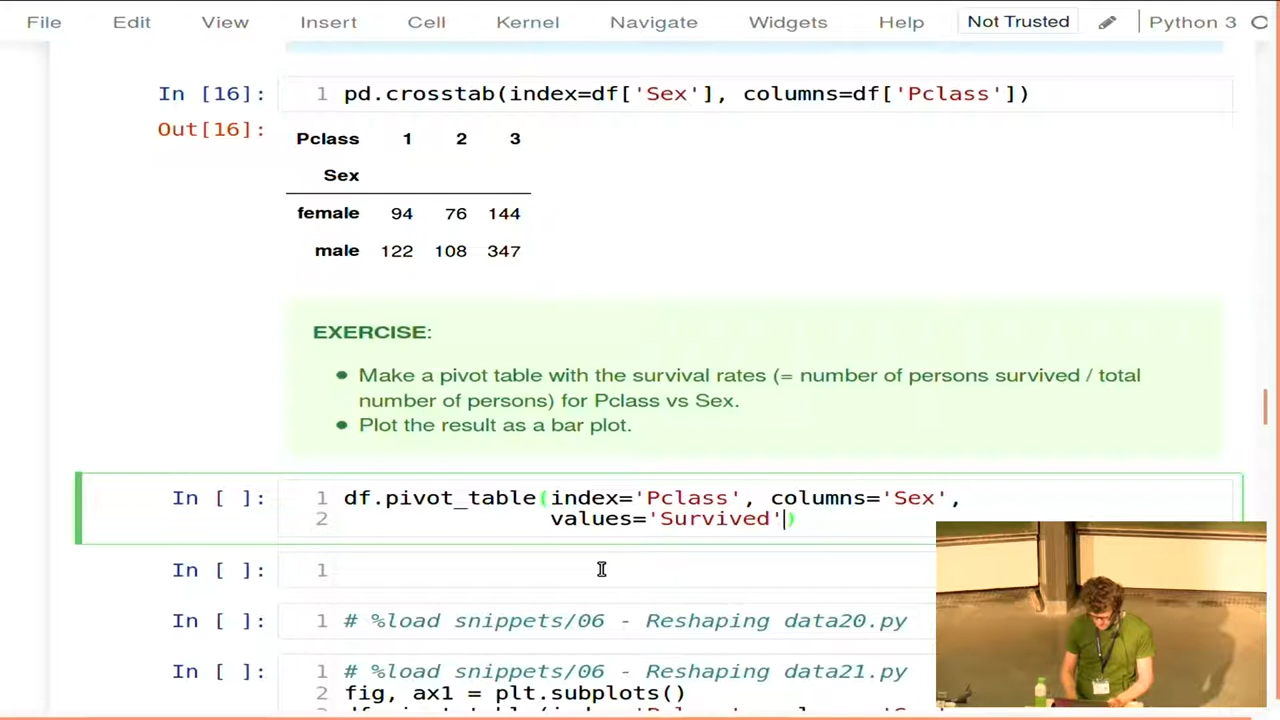 File Edit View Insert Cell Kernel Navigate Widgets Help Not Trusted Python 3
In [16]: 1 pd.crosstab(index=df['Sex'], columns=df['Pclass'])
Out[16]:
Pclass 1 2 3
Sex
female 94 76 144
male 122 108 347
EXERCISE:
● Make a pivot table with the survival rates (= number of persons survived / total
number of persons) for Pclass vs Sex.
● Plot the result as a bar plot.
In [ ]: 1 df.pivot_table(index='Pclass', columns='Sex',
2 values='Survived')
In [ ]: 1
In [ ]: 1 # %load snippets/06 - Reshaping data20.py
In [ ]: 1 # %load snippets/06 - Reshaping data21.py
2 fig, ax1 = plt.subplots()